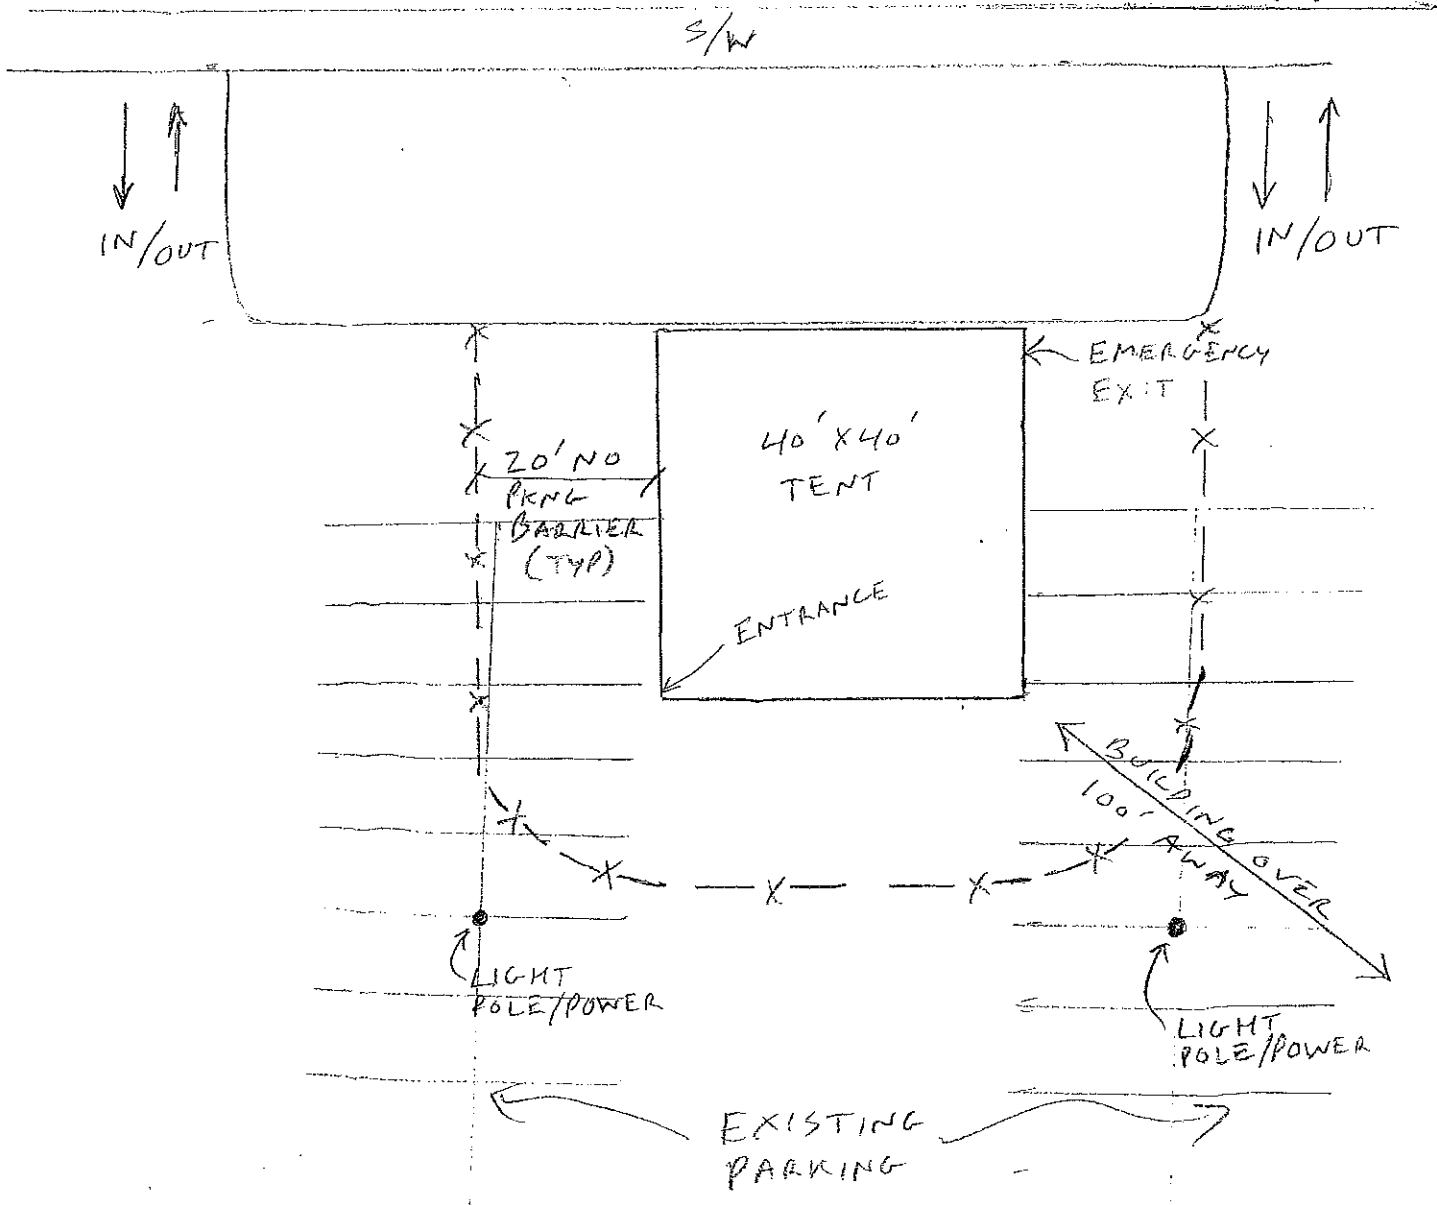 S/W
IN/OUT
IN/OUT
EMERGENCY
EXIT
40' X 40'
TENT
20' NO
PKNG
BARRIER
(TYP)
ENTRANCE
BUILDING OVER
100' AWAY
LIGHT
POLE/POWER
LIGHT
POLE/POWER
EXISTING
PARKING